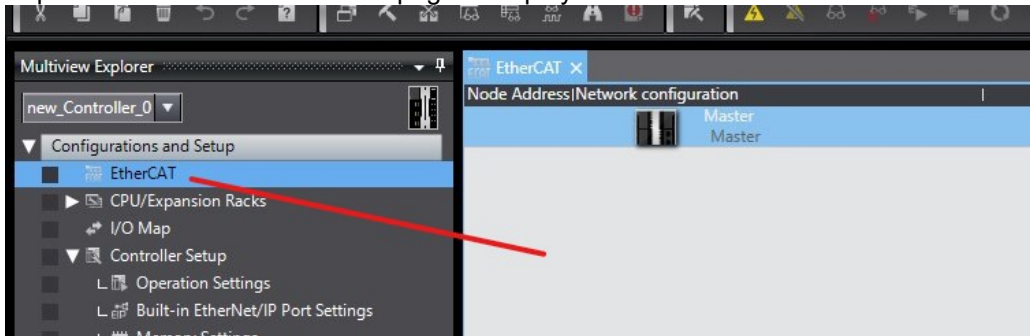 Multiview Explorer
new_Controller_0
Configurations and Setup
EtherCAT
CPU/Expansion Racks
I/O Map
Controller Setup
Operation Settings
Built-in EtherNet/IP Port Settings
EtherCAT
Node Address|Network configuration
Master
Master